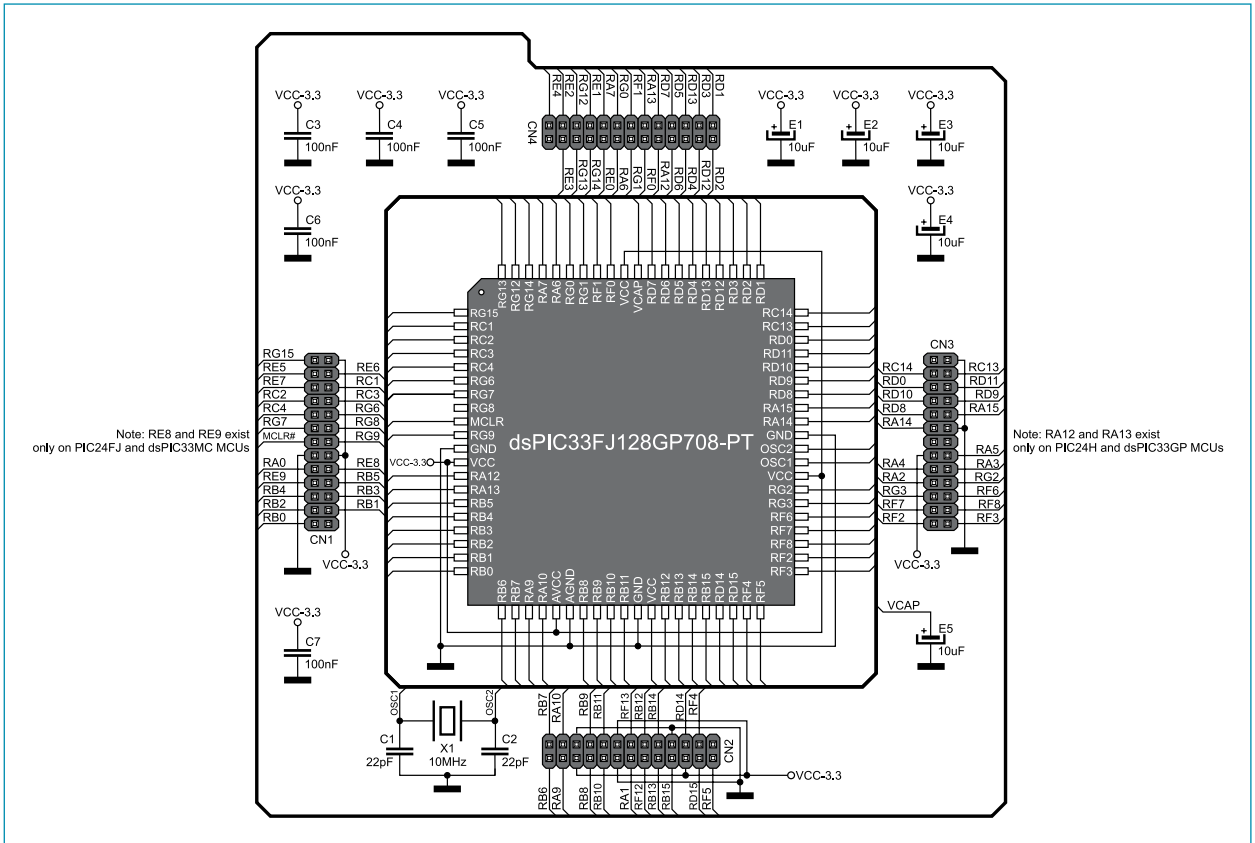 RE4
RE2
RG12
RE1
RA7
RG0
RF1
RA13
RD7
RD5
RD13
RD3
RD1
CN4
RE3
RG13
RG14
RE0
RA6
RG1
RF0
RA12
RD6
RD4
RD12
RD2
VCC-3.3
C3
100nF
VCC-3.3
C4
100nF
VCC-3.3
C5
100nF
VCC-3.3
E1
10uF
VCC-3.3
E2
10uF
VCC-3.3
E3
10uF
VCC-3.3
C6
100nF
VCC-3.3
E4
10uF
RG13
RG12
RG14
RA7
RA6
RG0
RG1
RF1
RF0
VCC
VCAP
RD7
RD6
RD5
RD4
RD13
RD12
RD3
RD2
RD1
RG15
RC1
RC2
RC3
RC4
RG6
RG7
RG8
MCLR
RG9
GND
VCC
RA12
RA13
RB5
RB4
RB3
RB2
RB1
RB0
dsPIC33FJ128GP708-PT
RC14
RC13
RD0
RD11
RD10
RD9
RD8
RA15
RA14
GND
OSC2
OSC1
VCC
RG2
RG3
RF6
RF7
RF8
RF2
RF3
RB6
RB7
RA9
RA10
AVCC
AGND
RB8
RB9
RB10
RB11
GND
VCC
RB12
RB13
RB14
RB15
RD14
RD15
RF4
RF5
VCC-3.3
RG15
RE5
RE7
RC2
RC4
RG7
MCLR#
RA0
RE9
RB4
RB2
RB0
RE6
RC1
RC3
RG6
RG8
RG9
RE8
RB5
RB3
RB1
CN1
VCC-3.3
Note: RE8 and RE9 exist
only on PIC24FJ and dsPIC33MC MCUs
CN3
RC14
RD0
RD10
RD8
RA14
RA4
RA2
RG3
RF7
RF2
RC13
RD11
RD9
RA15
RA5
RA3
RG2
RF6
RF8
RF3
VCC-3.3
Note: RA12 and RA13 exist
only on PIC24H and dsPIC33GP MCUs
VCC-3.3
C7
100nF
VCAP
E5
10uF
OSC1
OSC2
C1
22pF
X1
10MHz
C2
22pF
RB7
RA10
RB9
RB11
RF13
RB12
RB14
RD14
RF4
CN2
VCC-3.3
RB6
RA9
RB8
RB10
RA1
RF12
RB13
RB15
RD15
RF5